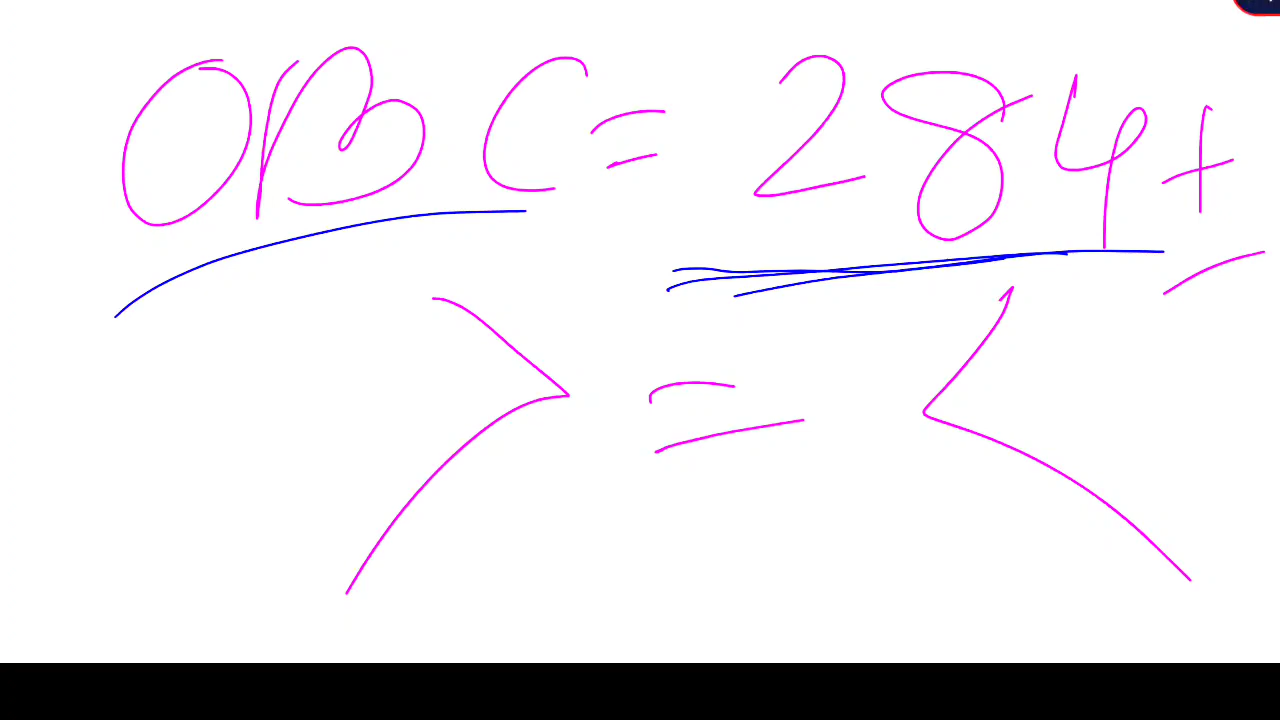 OBC = 284+
> = <